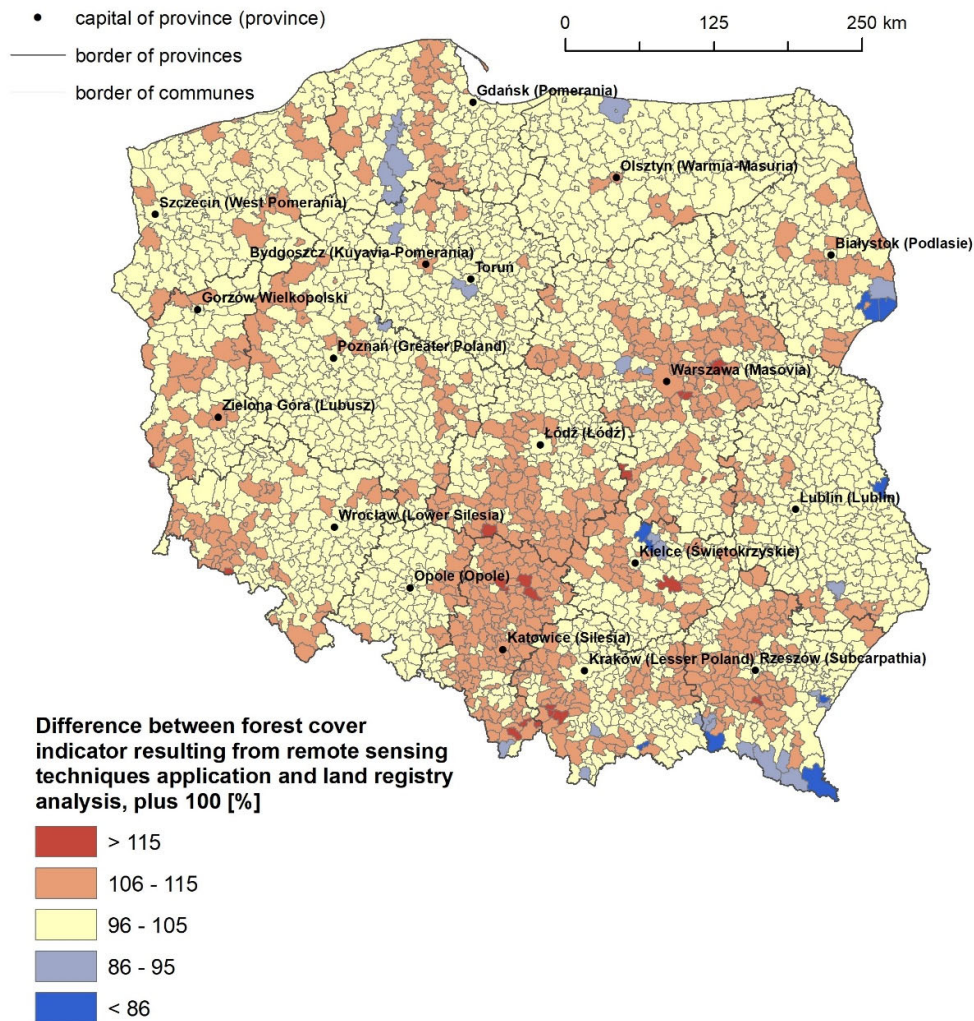 capital of province (province)
0 125 250 km
border of provinces
border of communes
Gdańsk (Pomerania)
Olsztyn (Warmia-Masuria)
Szczecin (West Pomerania)
Białystok (Podlasie)
Bydgoszcz (Kuyavia-Pomerania)
Toruń
Gorzów Wielkopolski
Poznań (Greater Poland)
Warszawa (Masovia)
Zielona Góra (Lubusz)
Łódź (Łódź)
Lublin (Lublin)
Wrocław (Lower Silesia)
Kielce (Świętokrzyskie)
Opole (Opole)
Katowice (Silesia)
Kraków (Lesser Poland)
Rzeszów (Subcarpathia)
Difference between forest cover
indicator resulting from remote sensing
techniques application and land registry
analysis, plus 100 [%]
> 115
106 - 115
96 - 105
86 - 95
< 86